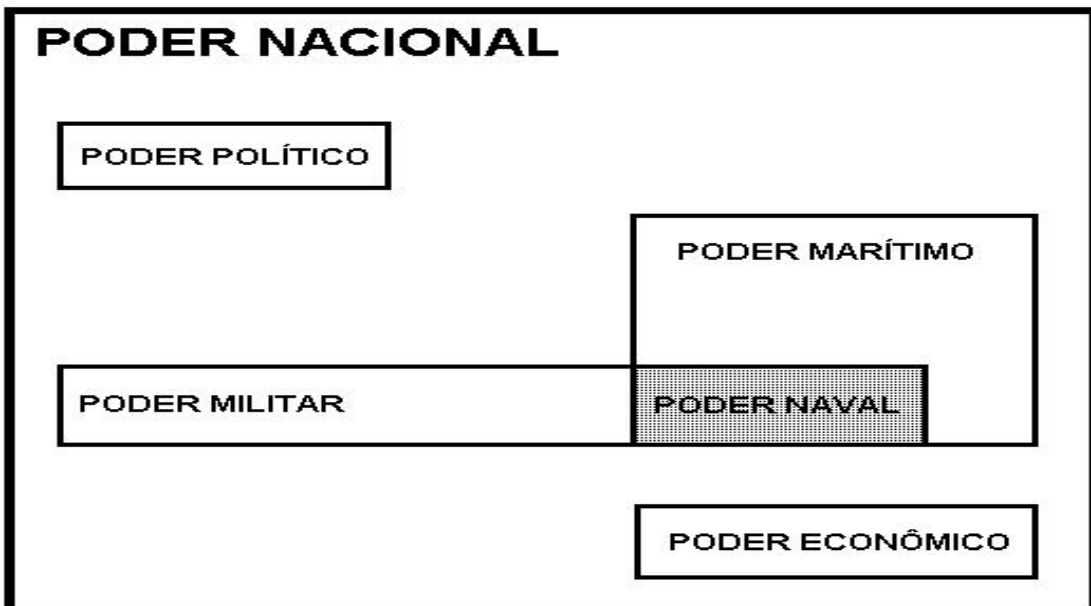 PODER NACIONAL
PODER POLÍTICO
PODER MARÍTIMO
PODER MILITAR
PODER NAVAL
PODER ECONÔMICO